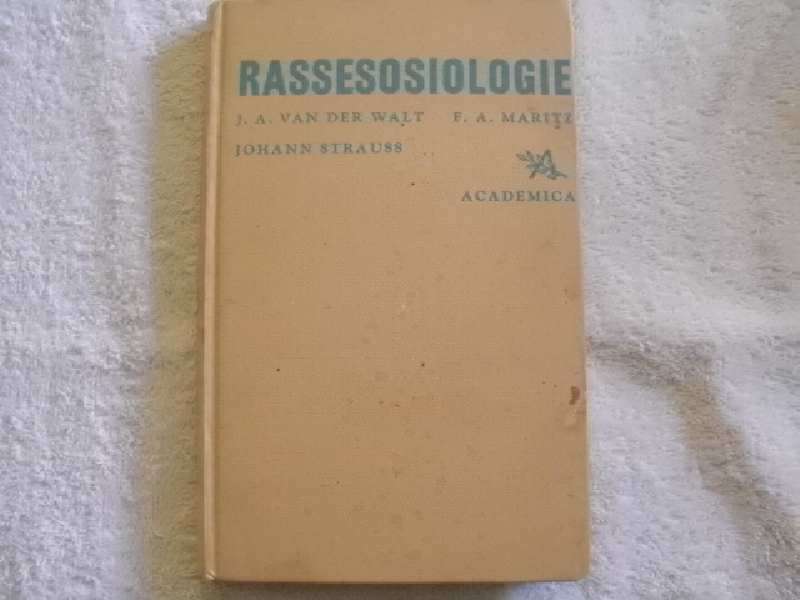 RASSESOSIOLOGIE
J. A. VAN DER WALT F. A. MARITZ
JOHANN STRAUSS
ACADEMICA